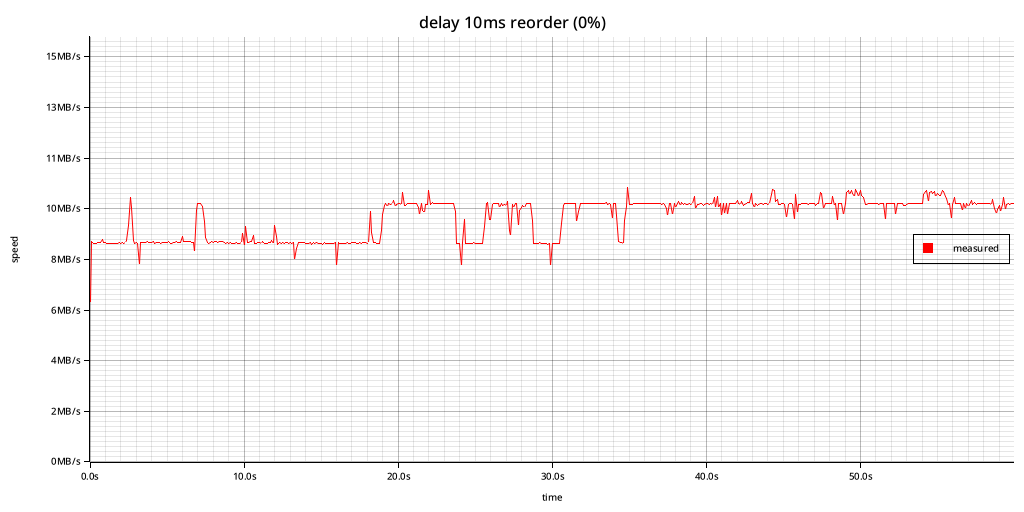 delay 10ms reorder (0%)
15MB/s
13MB/s
11MB/s
10MB/s
8MB/s
6MB/s
4MB/s
2MB/s
0MB/s
speed
measured
0.0s 10.0s 20.0s 30.0s 40.0s 50.0s
time